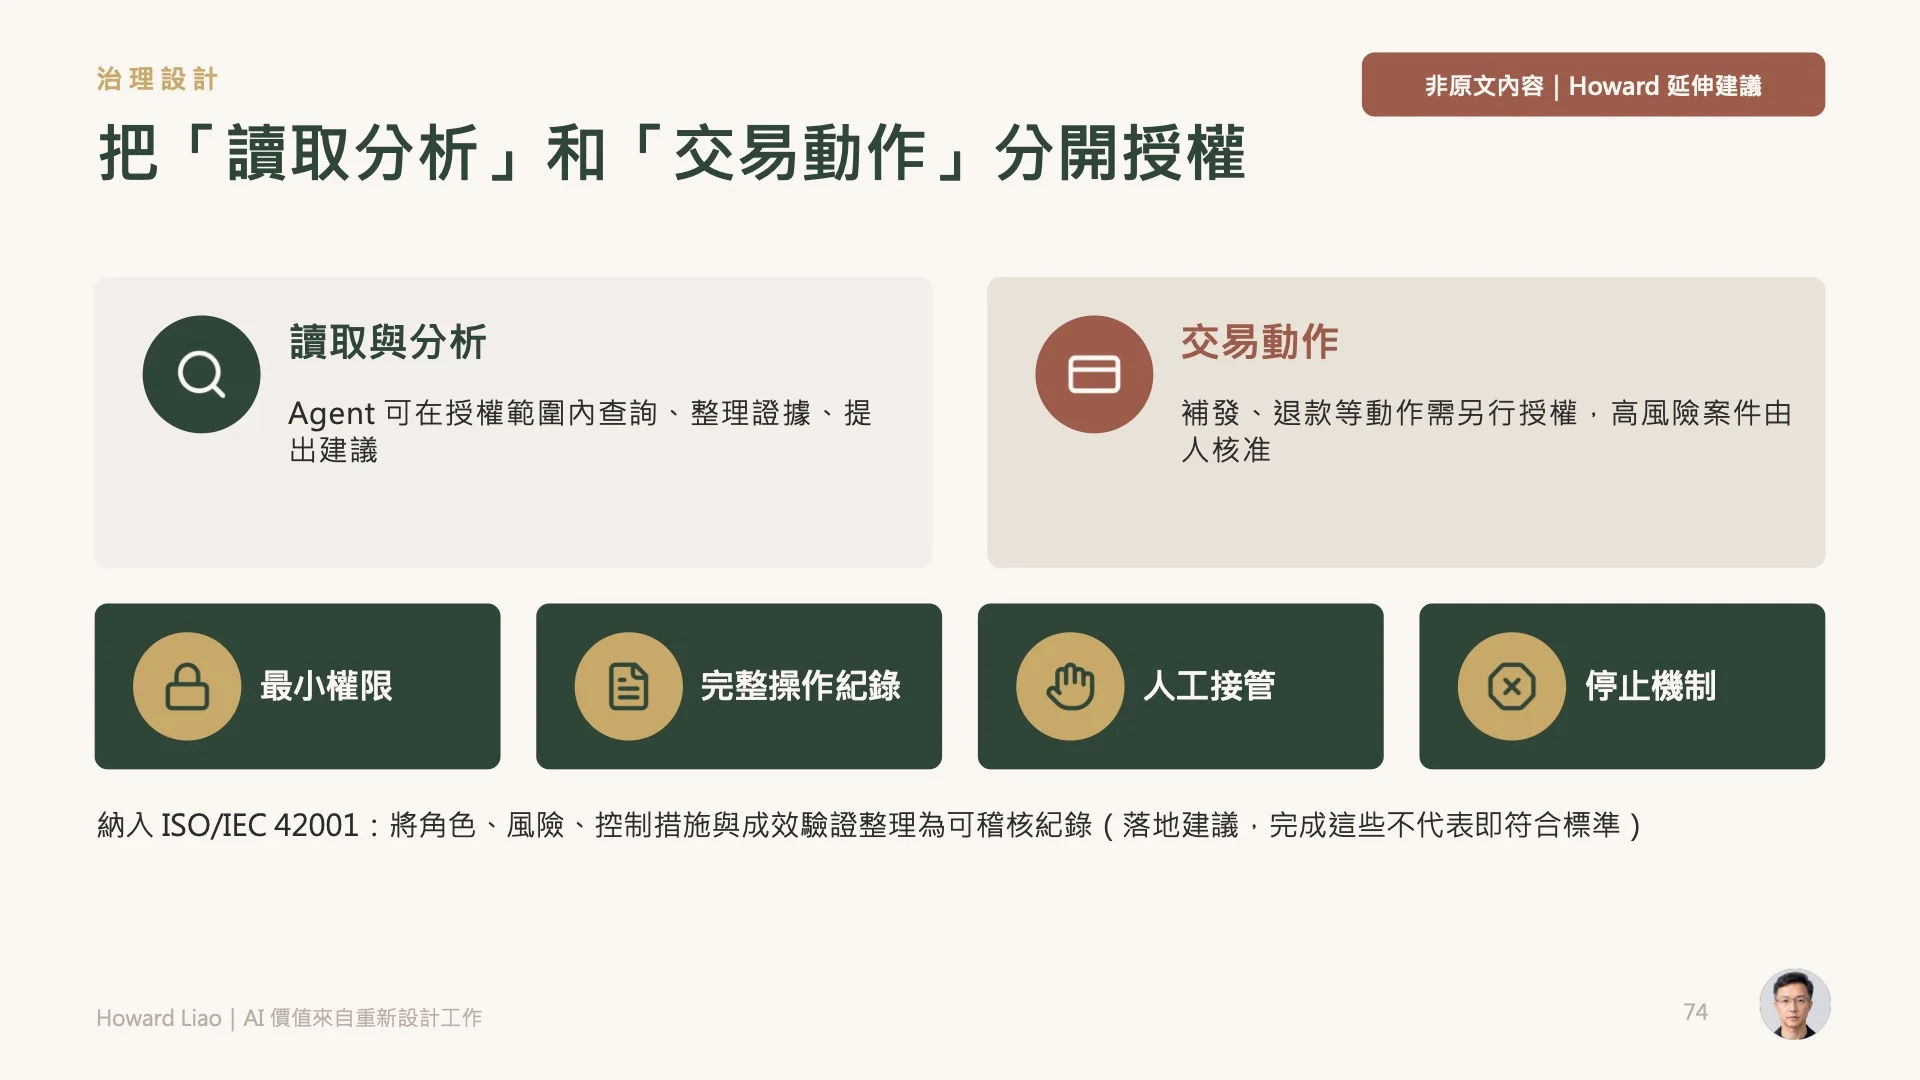 治理設計
非原文內容｜Howard 延伸建議
把「讀取分析」和「交易動作」分開授權
讀取與分析
Agent 可在授權範圍內查詢、整理證據、提
出建議
交易動作
補發、退款等動作需另行授權，高風險案件由
人核准
最小權限
完整操作紀錄
人工接管
停止機制
納入 ISO/IEC 42001：將角色、風險、控制措施與成效驗證整理為可稽核紀錄（落地建議，完成這些不代表即符合標準）
Howard Liao｜AI 價值來自重新設計工作
74